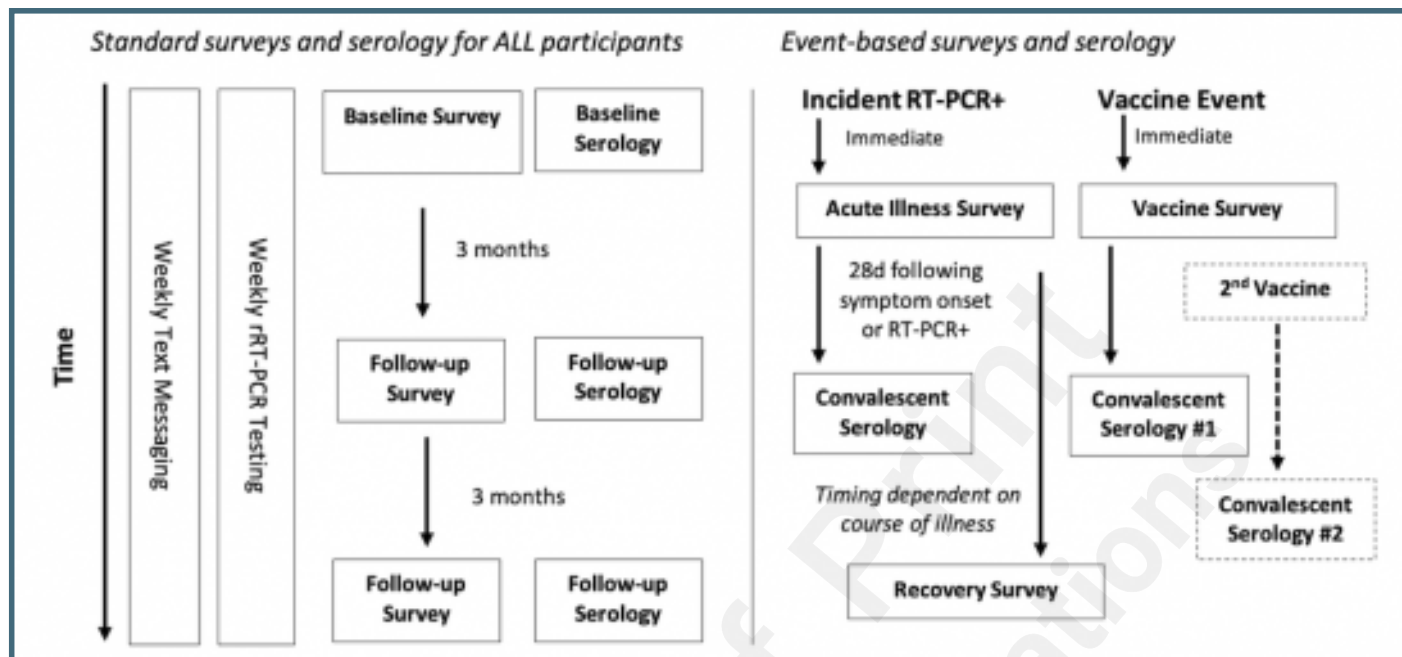 Standard surveys and serology for ALL participants
Time
Weekly Text Messaging
Weekly rRT-PCR Testing
Baseline Survey
Baseline
Serology
3 months
Follow-up
Survey
Follow-up
Serology
3 months
Follow-up
Survey
Follow-up
Serology
Event-based surveys and serology
Incident RT-PCR+
Immediate
Acute Illness Survey
28d following
symptom onset
or RT-PCR+
Convalescent
Serology
Timing dependent on
course of illness
Recovery Survey
Vaccine Event
Immediate
Vaccine Survey
Convalescent
Serology #1
2nd Vaccine
Convalescent
Serology #2
Print